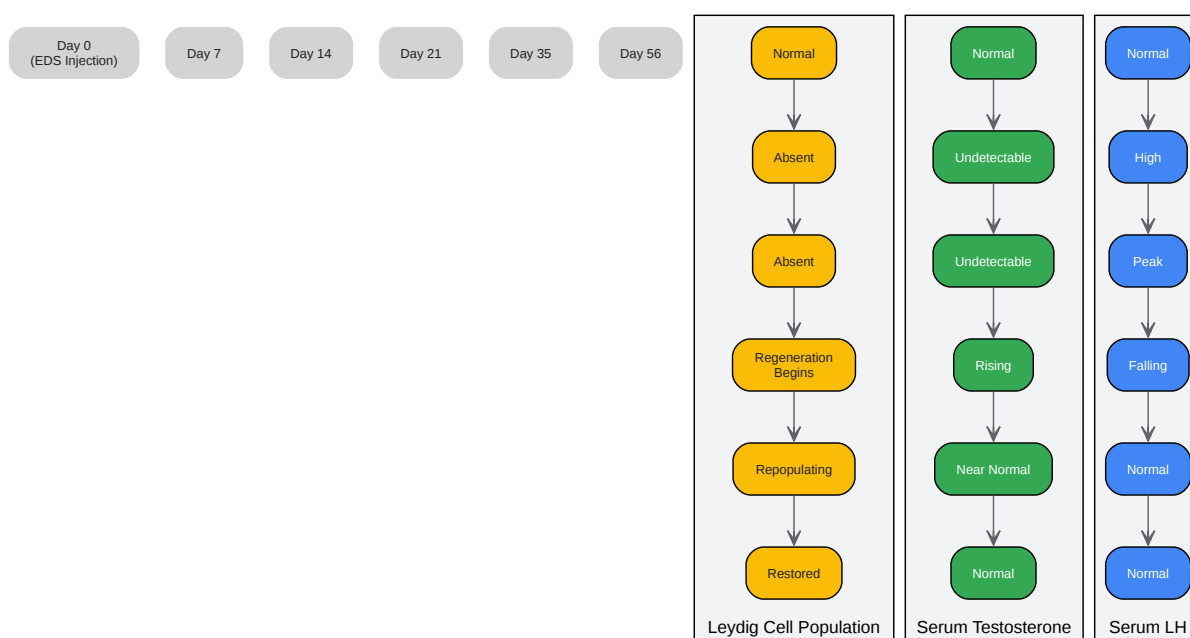 Day 0
(EDS Injection)
Day 7
Day 14
Day 21
Day 35
Day 56
Normal
Absent
Absent
Regeneration
Begins
Repopulating
Restored
Leydig Cell Population
Normal
Undetectable
Undetectable
Rising
Near Normal
Normal
Serum Testosterone
Normal
High
Peak
Falling
Normal
Normal
Serum LH